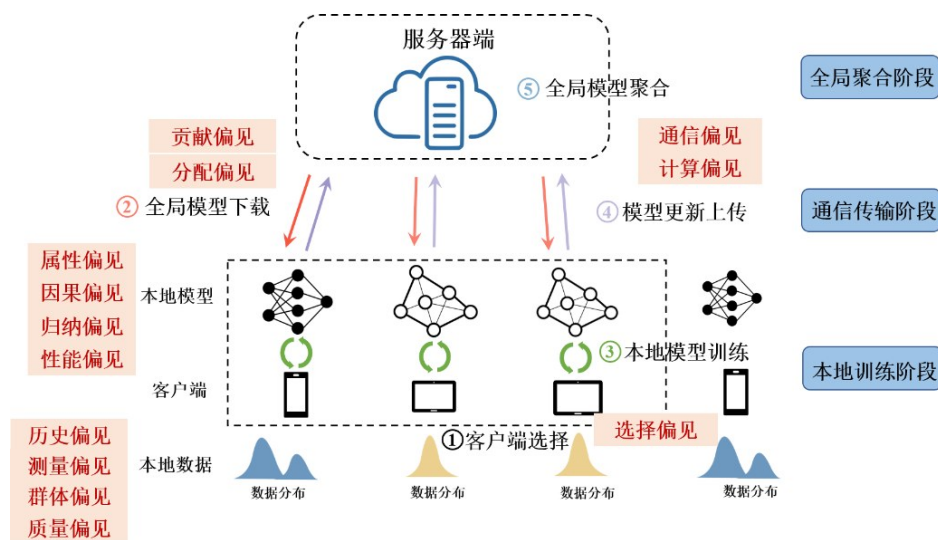 服务器端
⑤ 全局模型聚合
全局聚合阶段
贡献偏见
分配偏见
通信偏见
计算偏见
② 全局模型下载
④ 模型更新上传
通信传输阶段
属性偏见
因果偏见
归纳偏见
性能偏见
本地模型
③ 本地模型训练
本地训练阶段
客户端
历史偏见
测量偏见
群体偏见
质量偏见
① 客户端选择
选择偏见
本地数据
数据分布
数据分布
数据分布
数据分布